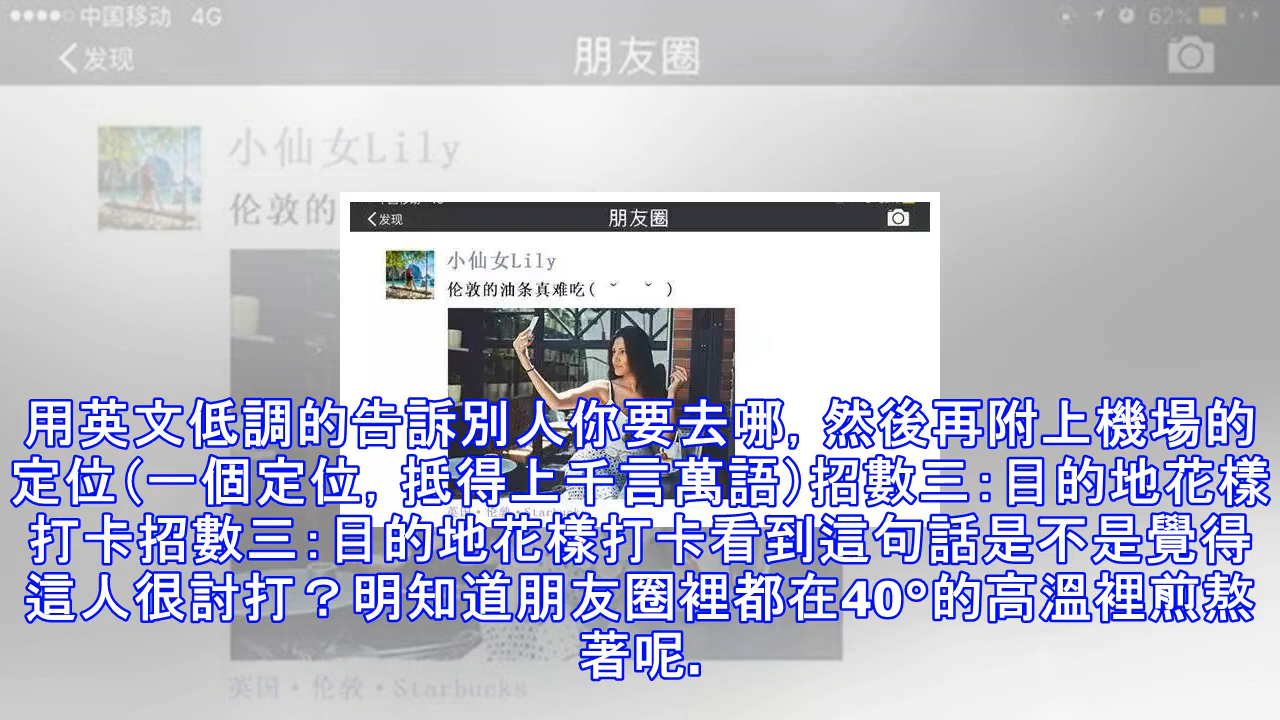 中国移动 4G 62%
发现 朋友圈
小仙女Lily
伦敦的
发现 朋友圈
小仙女Lily
伦敦的油条真难吃( ˇ ˇ )
用英文低調的告訴別人你要去哪, 然後再附上機場的
定位(一個定位, 抵得上千言萬語)招數三:目的地花樣
英国·伦敦·Starbucks
打卡招數三:目的地花樣打卡看到這句話是不是覺得
這人很討打？明知道朋友圈裡都在40°的高溫裡煎熬
著呢.
英国·伦敦·Starbucks